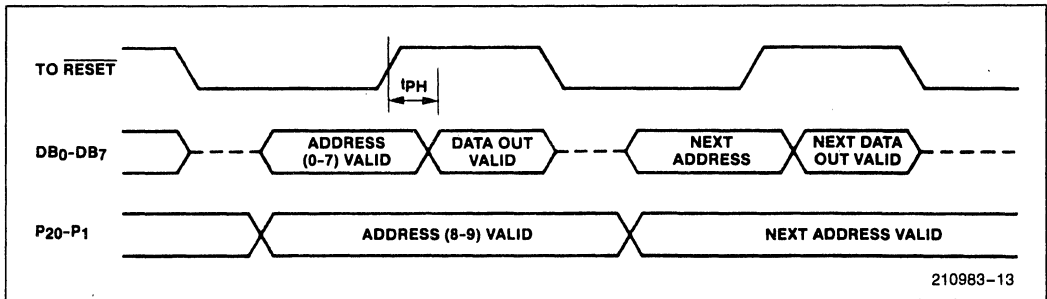 TO RESET
tPH
DB0-DB7
ADDRESS
(0-7) VALID
DATA OUT
VALID
NEXT
ADDRESS
NEXT DATA
OUT VALID
P20-P1
ADDRESS (8-9) VALID
NEXT ADDRESS VALID
210983-13